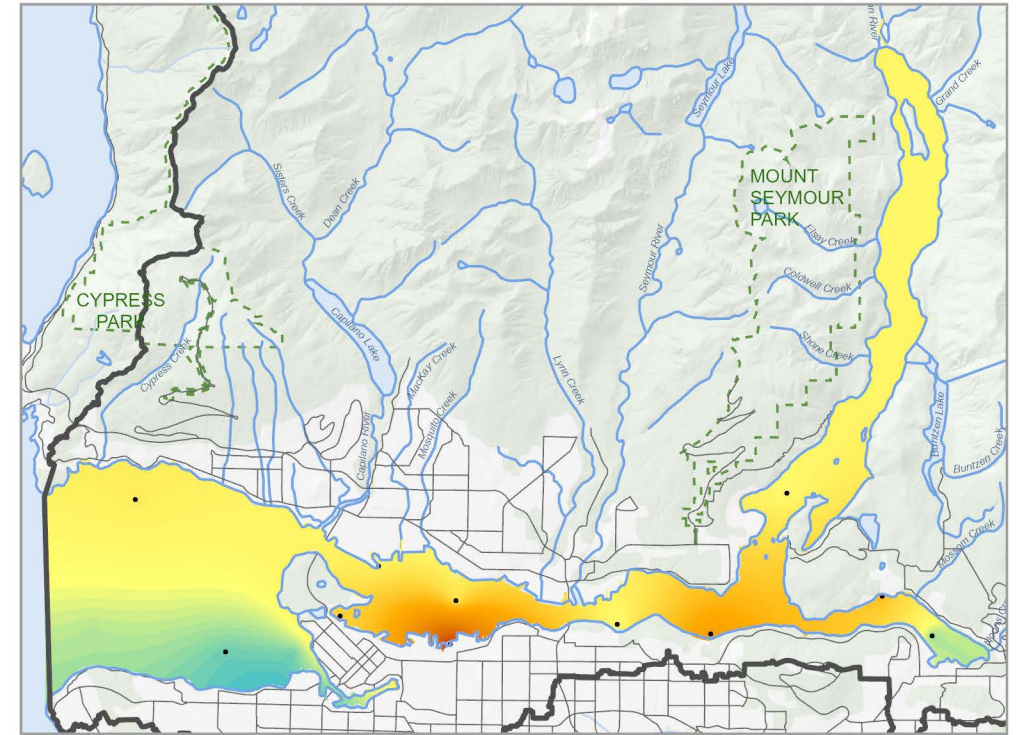 Grand Creek
Seymour Lake
MOUNT
SEYMOUR
PARK
Sisters Creek
Dean Creek
Elsay Creek
Seymour River
Coldwell Creek
CYPRESS
PARK
Capilano Lake
Shone Creek
Cypress Creek
MacKay Creek
Lynn Creek
Mosquito Creek
Capilano River
Buntzen Lake
Buntzen Creek
Mossom Creek
River